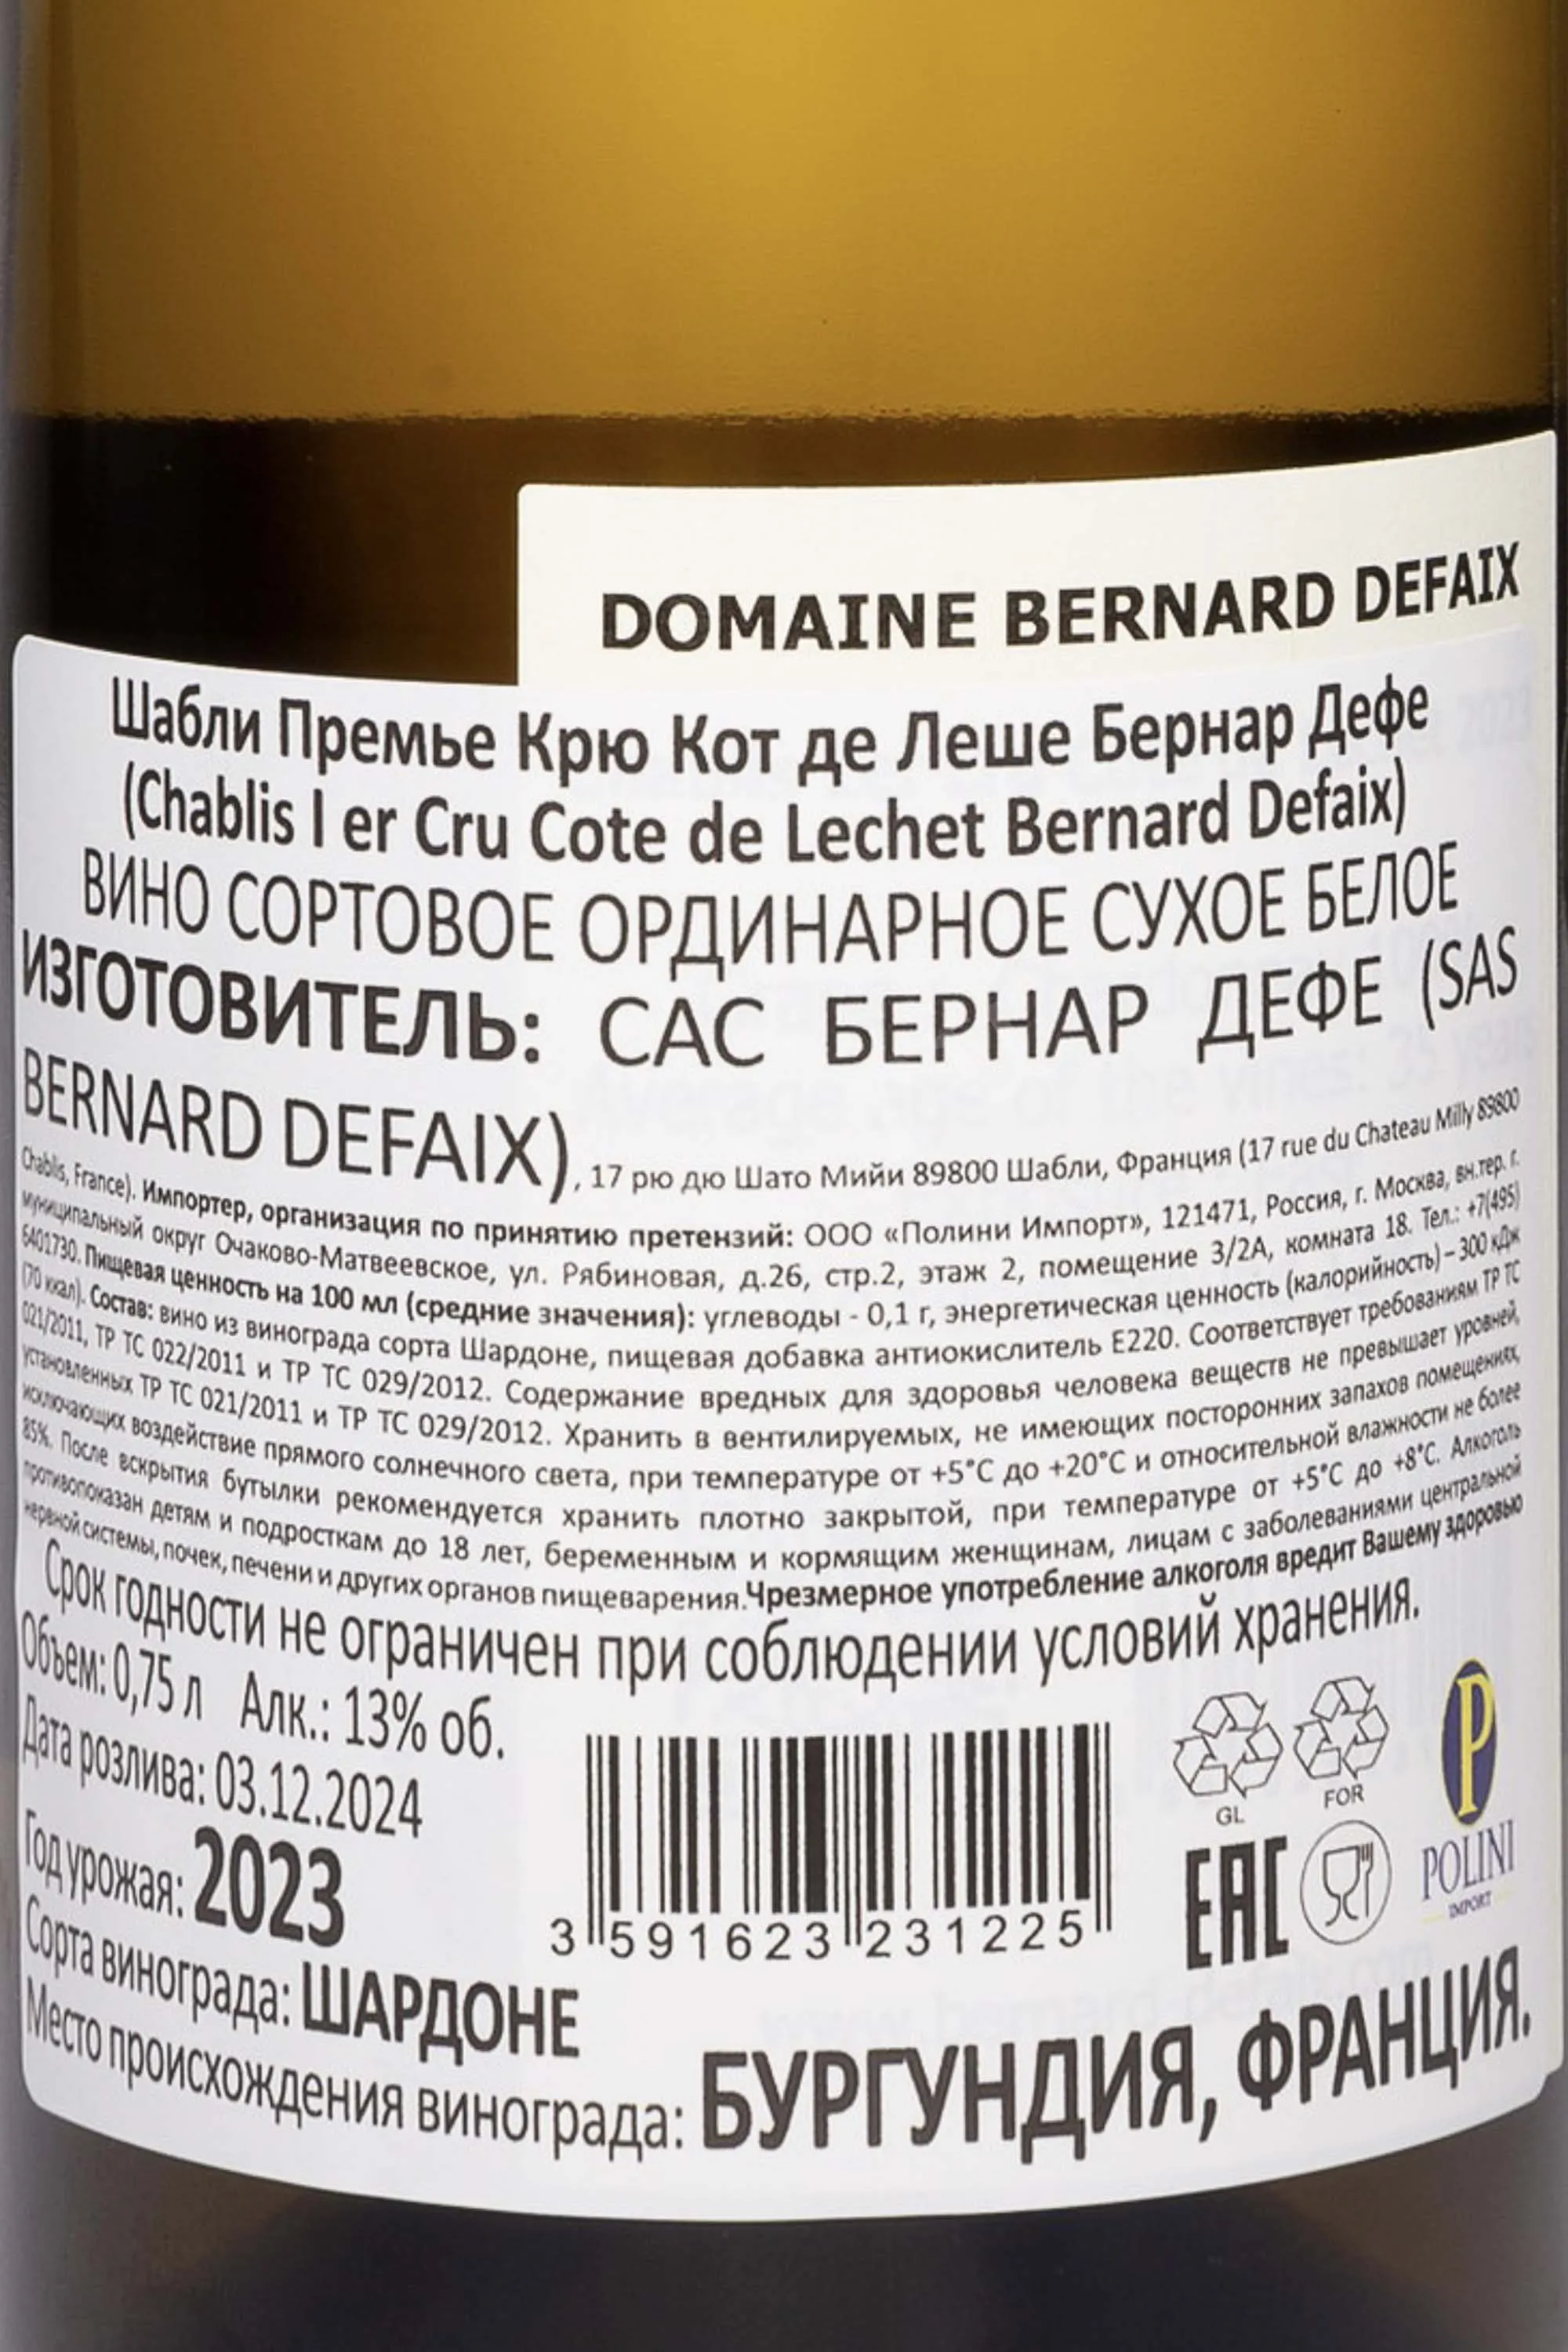 DOMAINE BERNARD DEFAIX
Шабли Премье Крю Кот де Леше Бернар Дефе
(Chablis I er Cru Cote de Lechet Bernard Defaix)
ВИНО СОРТОВОЕ ОРДИНАРНОЕ СУХОЕ БЕЛОЕ
ИЗГОТОВИТЕЛЬ: САС БЕРНАР ДЕФЕ (SAS
BERNARD DEFAIX), 17 рю дю Шато Мийи 89800 Шабли, Франция (17 rue du Chateau Milly 89800
Chablis, France). Импортер, организация по принятию претензий: ООО «Полини Импорт», 121471, Россия, г. Москва, вн.тер. г.
муниципальный округ Очаково-Матвеевское, ул. Рябиновая, д.26, стр.2, этаж 2, помещение 3/2А, комната 18. Тел.: +7(495)
6401730. Пищевая ценность на 100 мл (средние значения): углеводы - 0,1 г, энергетическая ценность (калорийность) – 300 кДж
(70 ккал). Состав: вино из винограда сорта Шардоне, пищевая добавка антиокислитель Е220. Соответствует требованиям ТР ТС
021/2011, ТР ТС 022/2011 и ТР ТС 029/2012. Содержание вредных для здоровья человека веществ не превышает уровней,
установленных ТР ТС 021/2011 и ТР ТС 029/2012. Хранить в вентилируемых, не имеющих посторонних запахов помещениях,
исключающих воздействие прямого солнечного света, при температуре от +5°С до +20°С и относительной влажности не более
85%. После вскрытия бутылки рекомендуется хранить плотно закрытой, при температуре от +5°С до +8°С. Алкоголь
противопоказан детям и подросткам до 18 лет, беременным и кормящим женщинам, лицам с заболеваниями центральной
нервной системы, почек, печени и других органов пищеварения.Чрезмерное употребление алкоголя вредит Вашему здоровью
Срок годности не ограничен при соблюдении условий хранения.
Объем: 0,75 л Алк.: 13% об.
Дата розлива: 03.12.2024
Год урожая: 2023
3 591623 231225
GL
FOR
EAC
P
POLINI
IMPORT
Сорта винограда: ШАРДОНЕ
Место происхождения винограда: БУРГУНДИЯ, ФРАНЦИЯ.